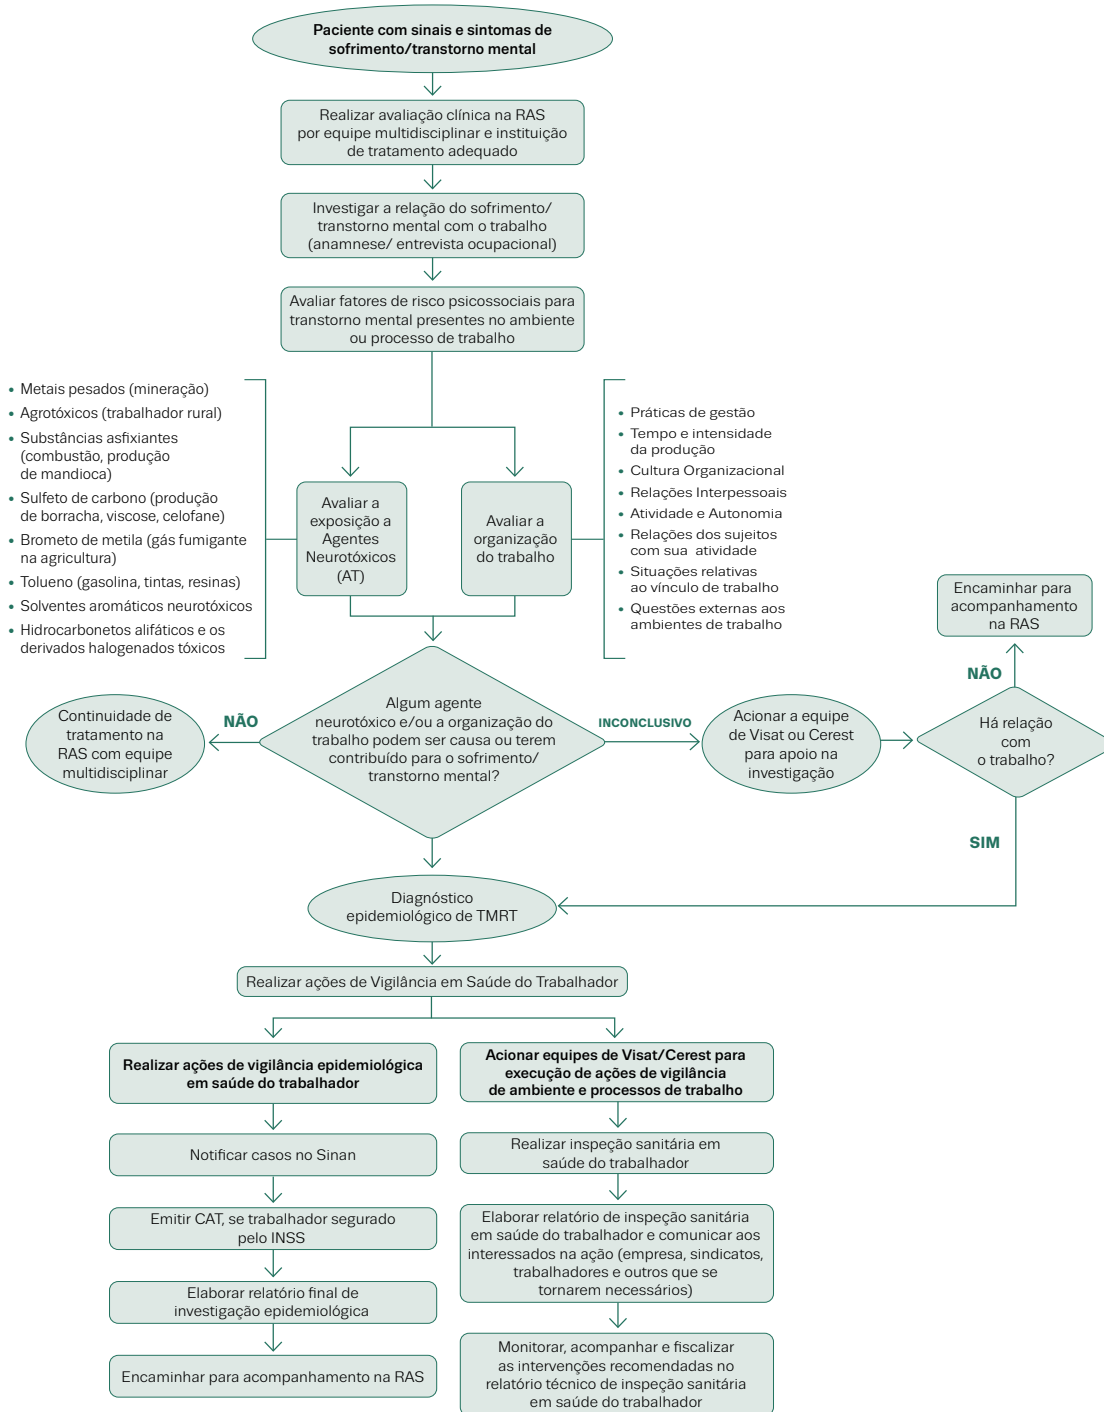 Paciente com sinais e sintomas de
sofrimento/transtorno mental
Realizar avaliação clínica na RAS
por equipe multidisciplinar e instituição
de tratamento adequado
Investigar a relação do sofrimento/
transtorno mental com o trabalho
(anamnese/ entrevista ocupacional)
Avaliar fatores de risco psicossociais para
transtorno mental presentes no ambiente
ou processo de trabalho
• Metais pesados (mineração)
• Agrotóxicos (trabalhador rural)
• Substâncias asfixiantes
(combustão, produção
de mandioca)
• Sulfeto de carbono (produção
de borracha, viscose, celofane)
• Brometo de metila (gás fumigante
na agricultura)
• Tolueno (gasolina, tintas, resinas)
• Solventes aromáticos neurotóxicos
• Hidrocarbonetos alifáticos e os
derivados halogenados tóxicos
Avaliar a
exposição a
Agentes
Neurotóxicos
(AT)
Avaliar a
organização
do trabalho
• Práticas de gestão
• Tempo e intensidade
da produção
• Cultura Organizacional
• Relações Interpessoais
• Atividade e Autonomia
• Relações dos sujeitos
com sua atividade
• Situações relativas
ao vínculo de trabalho
• Questões externas aos
ambientes de trabalho
Algum agente
neurotóxico e/ou a organização do
trabalho podem ser causa ou terem
contribuído para o sofrimento/
transtorno mental?
NÃO
Continuidade de
tratamento na
RAS com equipe
multidisciplinar
INCONCLUSIVO
Acionar a equipe
de Visat ou Cerest
para apoio na
investigação
Há relação
com
o trabalho?
NÃO
Encaminhar para
acompanhamento
na RAS
SIM
Diagnóstico
epidemiológico de TMRT
Realizar ações de Vigilância em Saúde do Trabalhador
Realizar ações de vigilância epidemiológica
em saúde do trabalhador
Notificar casos no Sinan
Emitir CAT, se trabalhador segurado
pelo INSS
Elaborar relatório final de
investigação epidemiológica
Encaminhar para acompanhamento na RAS
Acionar equipes de Visat/Cerest para
execução de ações de vigilância
de ambiente e processos de trabalho
Realizar inspeção sanitária em
saúde do trabalhador
Elaborar relatório de inspeção sanitária
em saúde do trabalhador e comunicar aos
interessados na ação (empresa, sindicatos,
trabalhadores e outros que se
tornarem necessários)
Monitorar, acompanhar e fiscalizar
as intervenções recomendadas no
relatório técnico de inspeção sanitária
em saúde do trabalhador